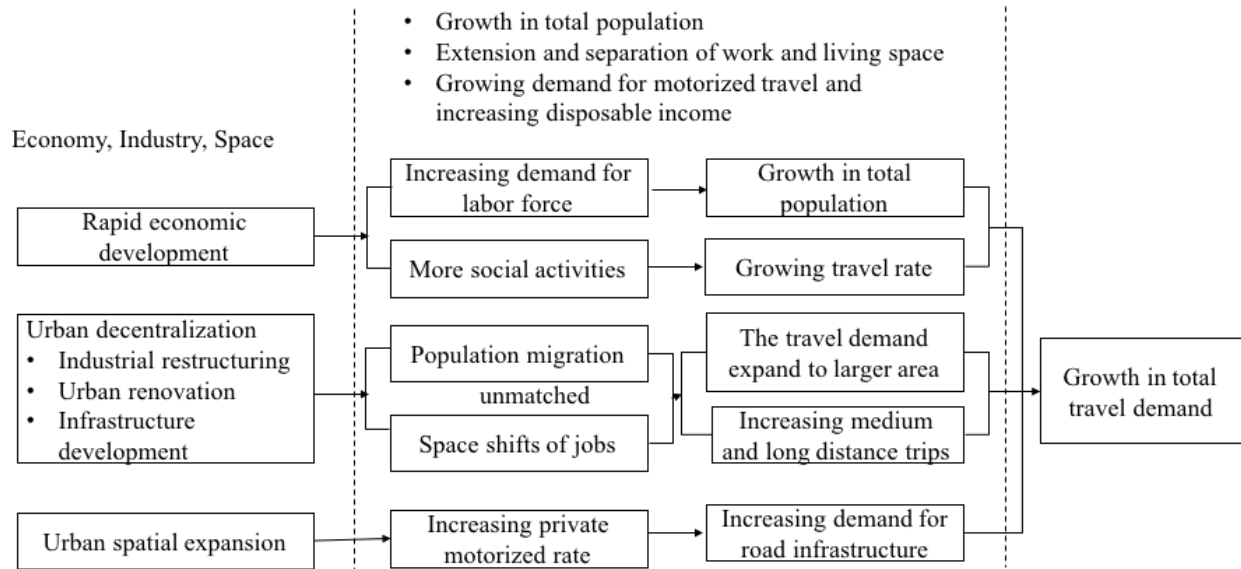 • Growth in total population
• Extension and separation of work and living space
• Growing demand for motorized travel and
increasing disposable income
Economy, Industry, Space
Rapid economic
development
Increasing demand for
labor force
Growth in total
population
More social activities
Growing travel rate
Urban decentralization
• Industrial restructuring
• Urban renovation
• Infrastructure
development
Population migration
unmatched
Space shifts of jobs
The travel demand
expand to larger area
Increasing medium
and long distance trips
Growth in total
travel demand
Urban spatial expansion
Increasing private
motorized rate
Increasing demand for
road infrastructure